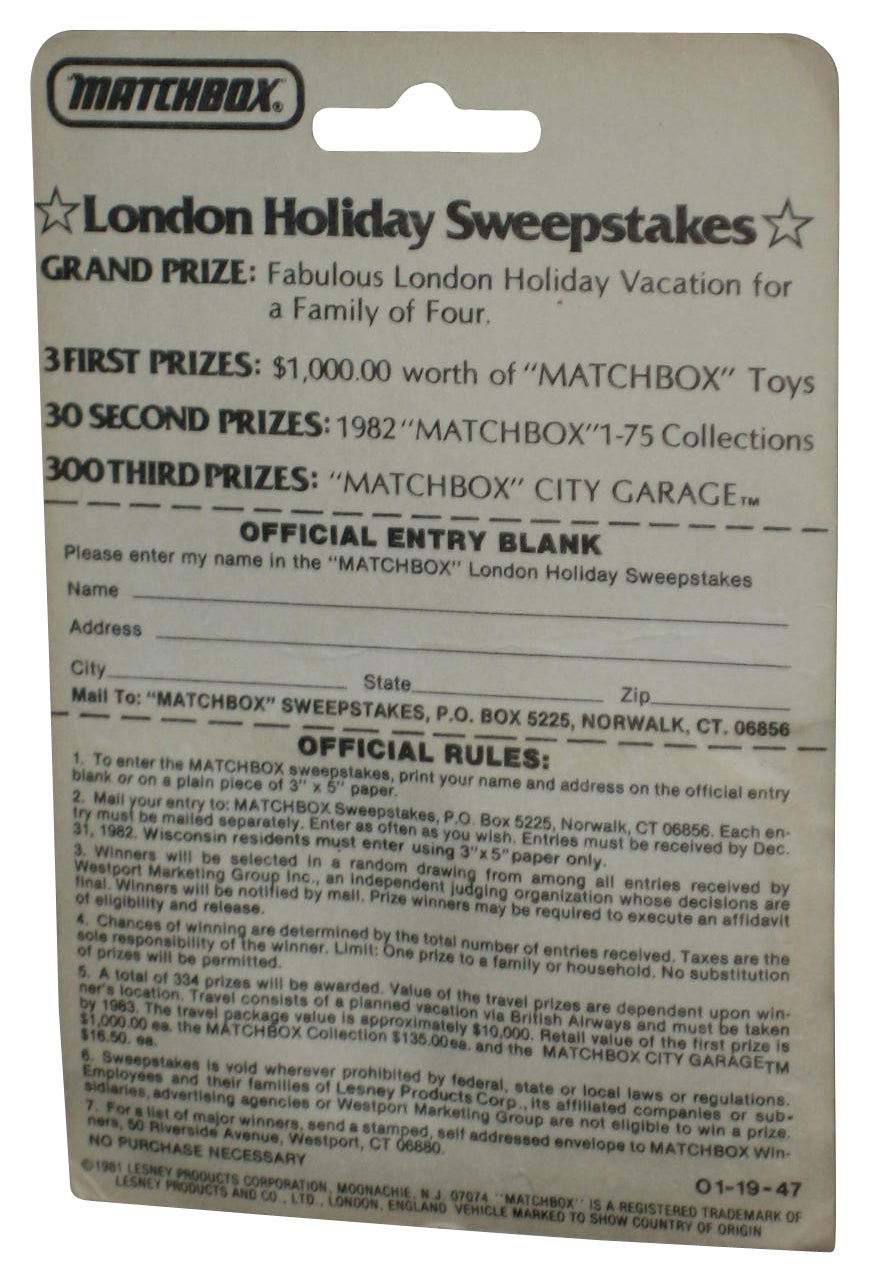 "MATCHBOX"®
London Holiday Sweepstakes
GRAND PRIZE: Fabulous London Holiday Vacation for
a Family of Four.
3 FIRST PRIZES: $1,000.00 worth of "MATCHBOX" Toys
30 SECOND PRIZES: 1982 "MATCHBOX" 1-75 Collections
300 THIRD PRIZES: "MATCHBOX" CITY GARAGE™
OFFICIAL ENTRY BLANK
Please enter my name in the "MATCHBOX" London Holiday Sweepstakes
Name
Address
City State Zip
Mail To: "MATCHBOX" SWEEPSTAKES, P.O. BOX 5225, NORWALK, CT. 06856
OFFICIAL RULES:
1. To enter the MATCHBOX sweepstakes, print your name and address on the official entry
blank or on a plain piece of 3" x 5" paper.
2. Mail your entry to: MATCHBOX Sweepstakes, P.O. Box 5225, Norwalk, CT 06856. Each en-
try must be mailed separately. Enter as often as you wish. Entries must be received by Dec.
31, 1982. Wisconsin residents must enter using 3" x 5" paper only.
3. Winners will be selected in a random drawing from among all entries received by
Westport Marketing Group Inc., an independent judging organization whose decisions are
final. Winners will be notified by mail. Prize winners may be required to execute an affidavit
of eligibility and release.
4. Chances of winning are determined by the total number of entries received. Taxes are the
sole responsibility of the winner. Limit: One prize to a family or household. No substitution
of prizes will be permitted.
5. A total of 334 prizes will be awarded. Value of the travel prizes are dependent upon win-
ner's location. Travel consists of a planned vacation via British Airways and must be taken
by 1983. The travel package value is approximately $10,000. Retail value of the first prize is
$1,000.00 ea. the MATCHBOX Collection $135.00 ea. and the MATCHBOX CITY GARAGE™
$16.50. ea.
6. Sweepstakes is void wherever prohibited by federal, state or local laws or regulations.
Employees and their families of Lesney Products Corp., its affiliated companies or sub-
sidiaries, advertising agencies or Westport Marketing Group are not eligible to win a prize.
7. For a list of major winners, send a stamped, self addressed envelope to MATCHBOX Win-
ners, 50 Riverside Avenue, Westport, CT 06880.
NO PURCHASE NECESSARY
01-19-47
©1981 LESNEY PRODUCTS CORPORATION, MOONACHIE, N.J. 07074 "MATCHBOX" IS A REGISTERED TRADEMARK OF
LESNEY PRODUCTS AND CO., LTD., LONDON, ENGLAND VEHICLE MARKED TO SHOW COUNTRY OF ORIGIN